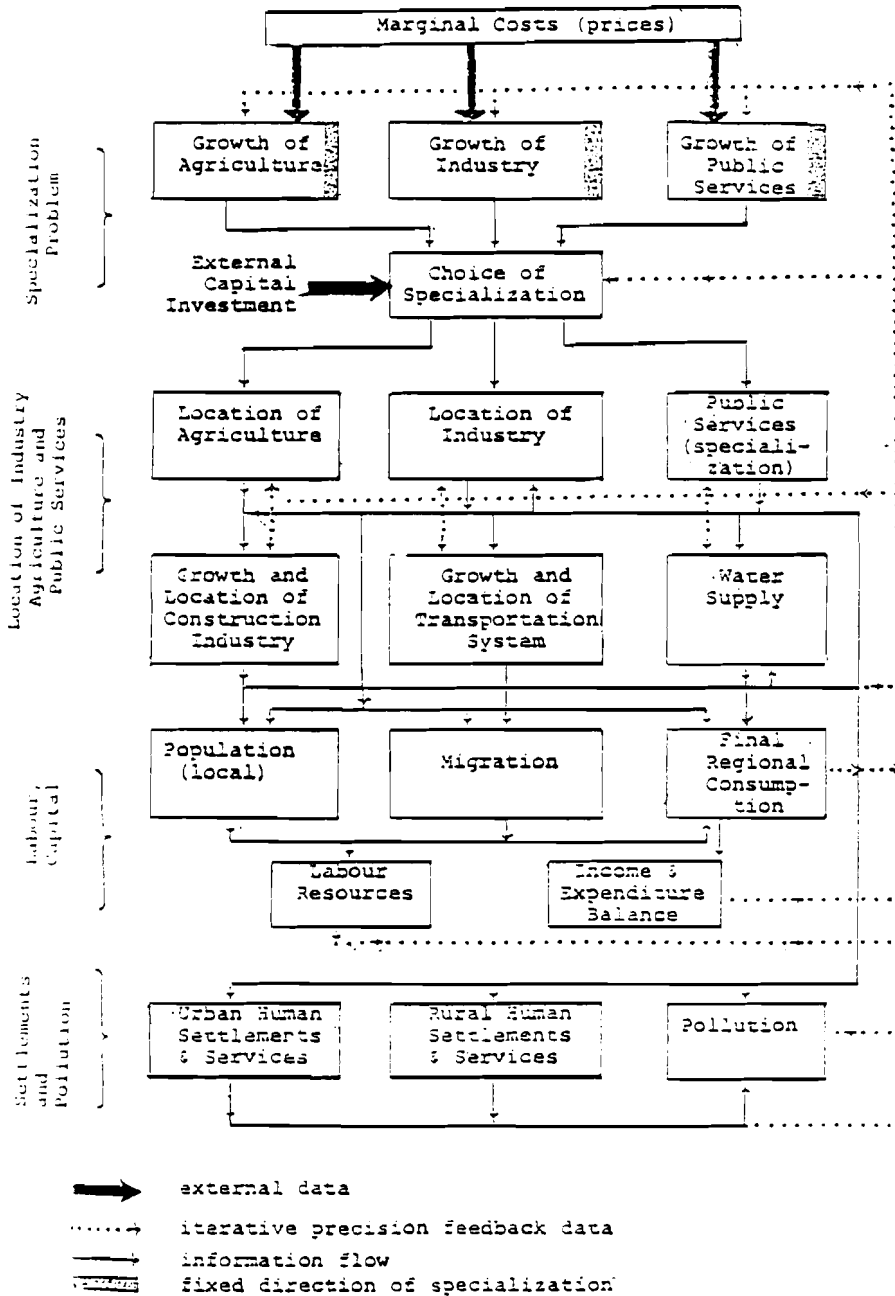 Marginal Costs (prices)
Specialization
Problem
Growth of
Agriculture
Growth of
Industry
Growth of
Public
Services
External
Capital
Investment
Choice of
Specialization
Location of Industry
Agriculture and
Public Services
Location of
Agriculture
Location of
Industry
Public
Services
(speciali-
zation)
Growth and
Location of
Construction
Industry
Growth and
Location of
Transportation
System
Water
Supply
Labour,
Capital
Population
(local)
Migration
Final
Regional
Consump-
tion
Labour
Resources
Income &
Expenditure
Balance
Settlements
and
Pollution
Urban Human
Settlements
& Services
Rural Human
Settlements
& Services
Pollution
external data
iterative precision feedback data
information flow
fixed direction of specialization